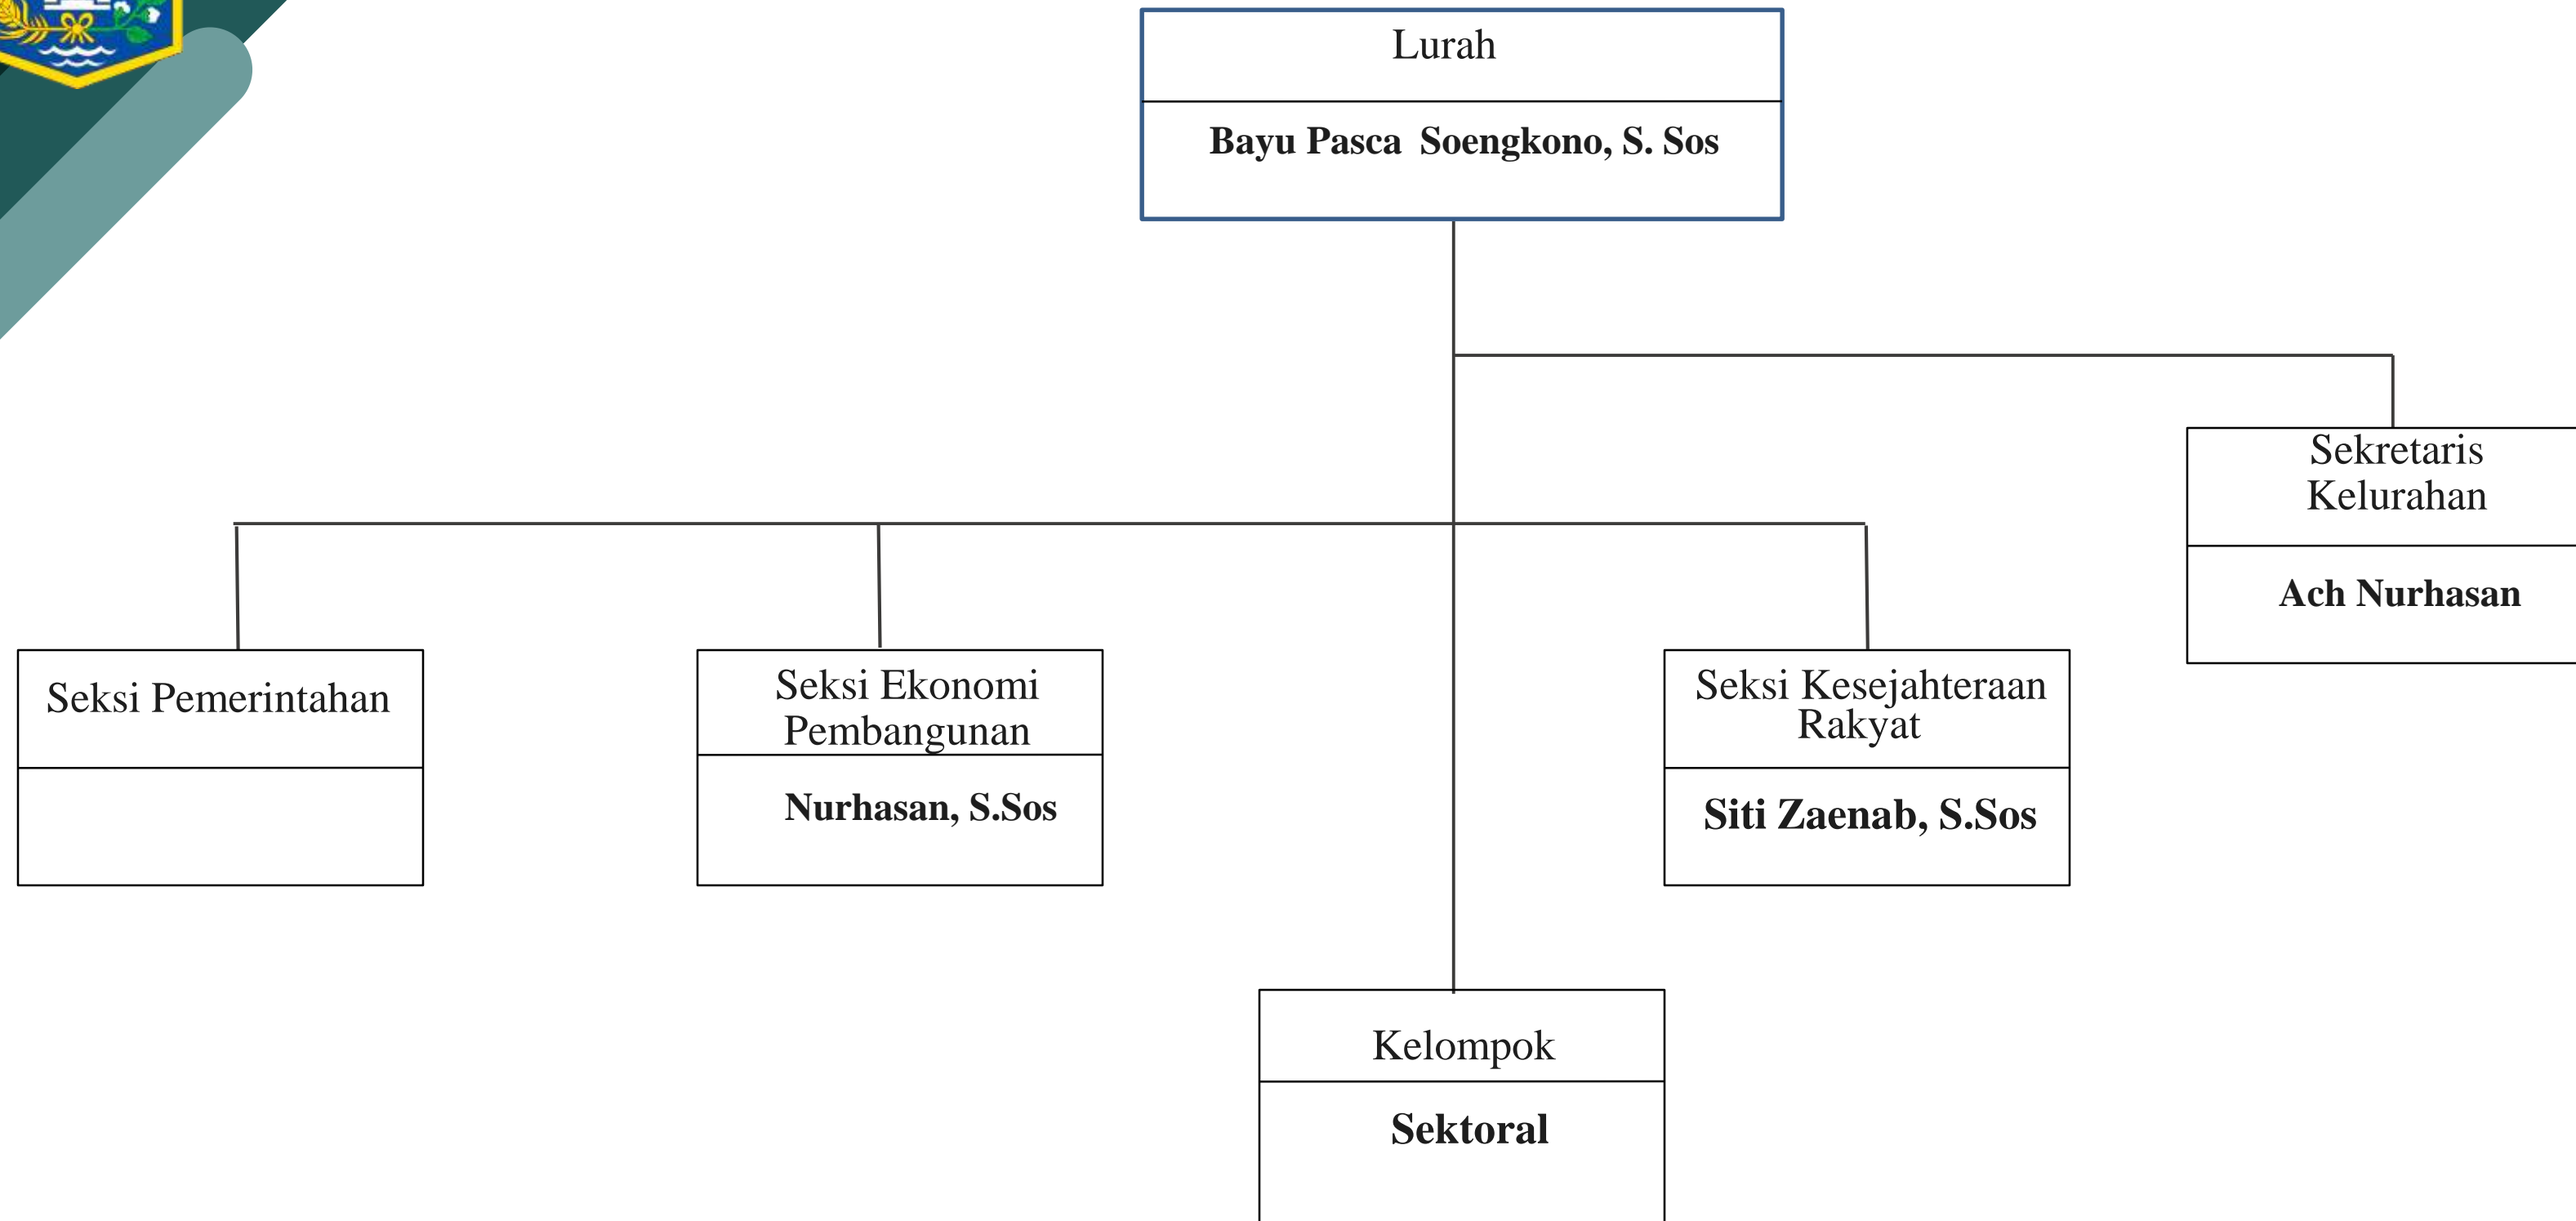 Lurah
Bayu Pasca Soengkono, S. Sos
Sekretaris
Kelurahan
Ach Nurhasan
Seksi Pemerintahan
Seksi Ekonomi
Pembangunan
Nurhasan, S.Sos
Seksi Kesejahteraan
Rakyat
Siti Zaenab, S.Sos
Kelompok
Sektoral